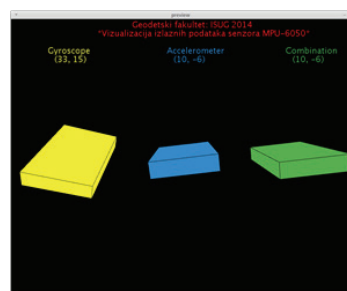 preview
Geodetski fakultet: ISUG 2014
"Vizualizacija izlaznih podataka senzora MPU-6050"
Gyroscope
(33, 15)
Accelerometer
(10, -6)
Combination
(10, -6)